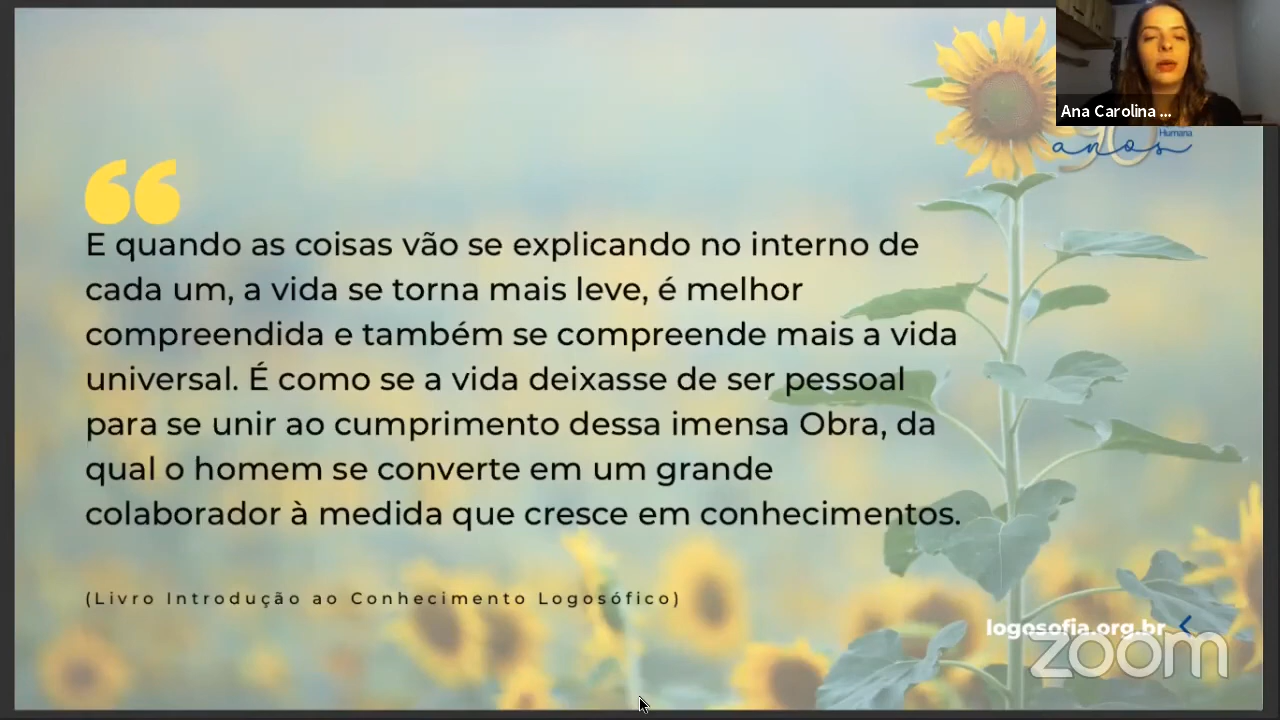 Ana Carolina ...
Humana
90
anos
“
E quando as coisas vão se explicando no interno de
cada um, a vida se torna mais leve, é melhor
compreendida e também se compreende mais a vida
universal. É como se a vida deixasse de ser pessoal
para se unir ao cumprimento dessa imensa Obra, da
qual o homem se converte em um grande
colaborador à medida que cresce em conhecimentos.
(Livro Introdução ao Conhecimento Logosófico)
logosofia.org.br
zoom